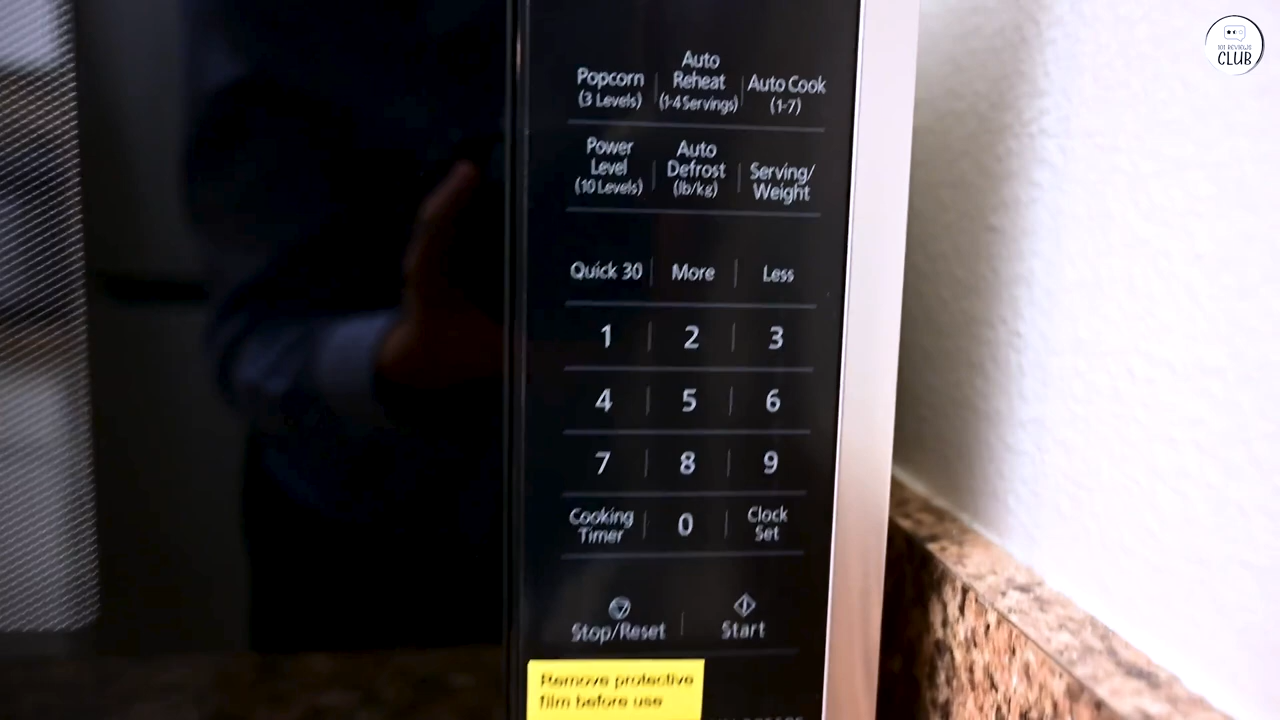 101 REVIEWS
CLUB
Popcorn
(3 Levels)
Auto
Reheat
(1-4 Servings)
Auto Cook
(1-7)
Power
Level
(10 Levels)
Auto
Defrost
(lb/kg)
Serving/
Weight
Quick 30
More
Less
1 2 3
4 5 6
7 8 9
Cooking
Timer
0
Clock
Set
Stop/Reset
Start
Remove protective
film before use